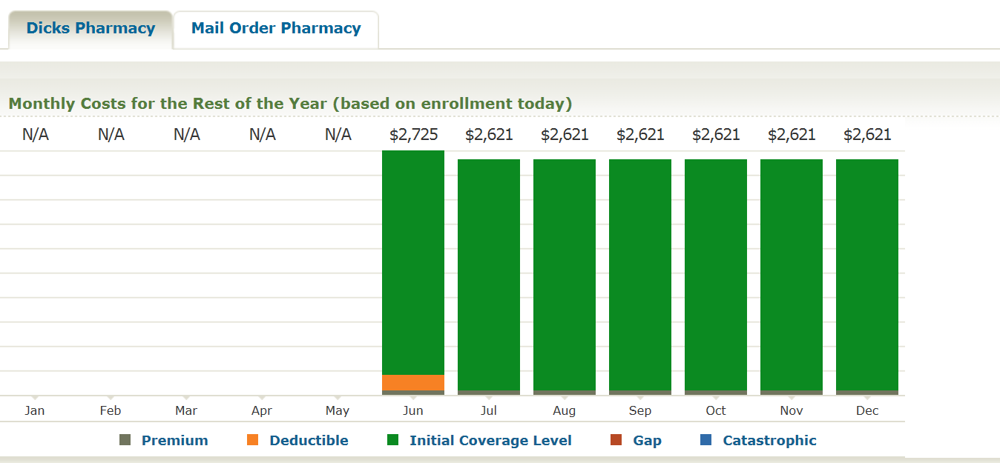 Dicks Pharmacy Mail Order Pharmacy
Monthly Costs for the Rest of the Year (based on enrollment today)
N/A N/A N/A N/A N/A $2,725 $2,621 $2,621 $2,621 $2,621 $2,621 $2,621
Jan Feb Mar Apr May Jun Jul Aug Sep Oct Nov Dec
Premium Deductible Initial Coverage Level Gap Catastrophic